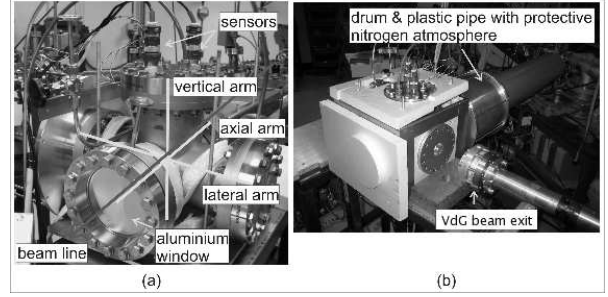 sensors
vertical arm
axial arm
lateral arm
aluminium
window
beam line
(a)
drum & plastic pipe with protective
nitrogen atmosphere
VdG beam exit
(b)